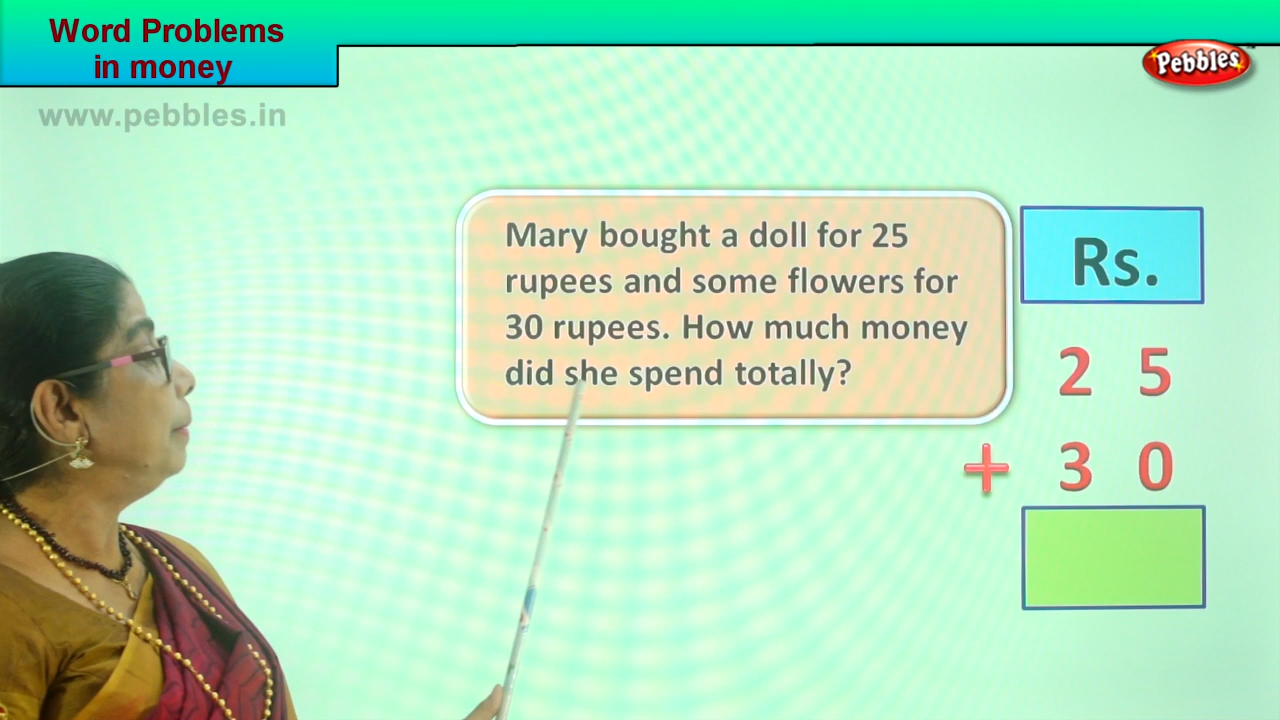 Word Problems
in money
Pebbles
www.pebbles.in
Mary bought a doll for 25
rupees and some flowers for
30 rupees. How much money
did she spend totally?
Rs.
2 5
+ 3 0